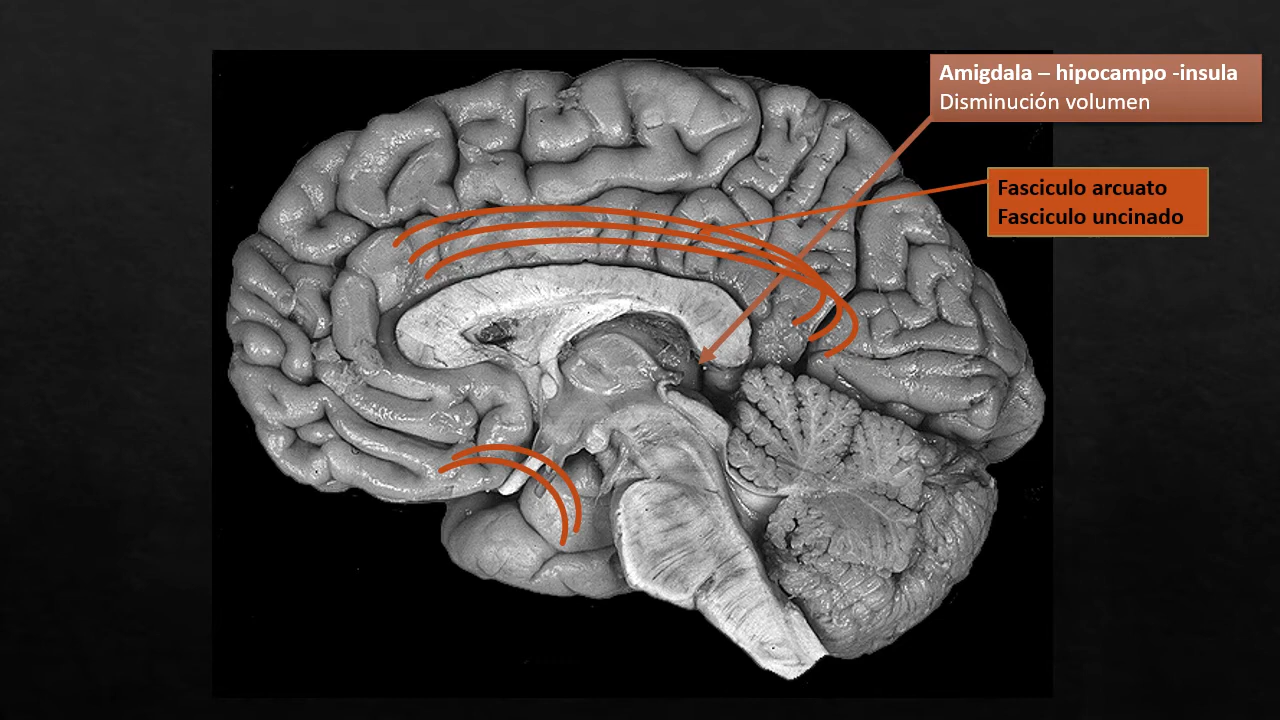 Amigdala – hipocampo -insula
Disminución volumen
Fasciculo arcuato
Fasciculo uncinado